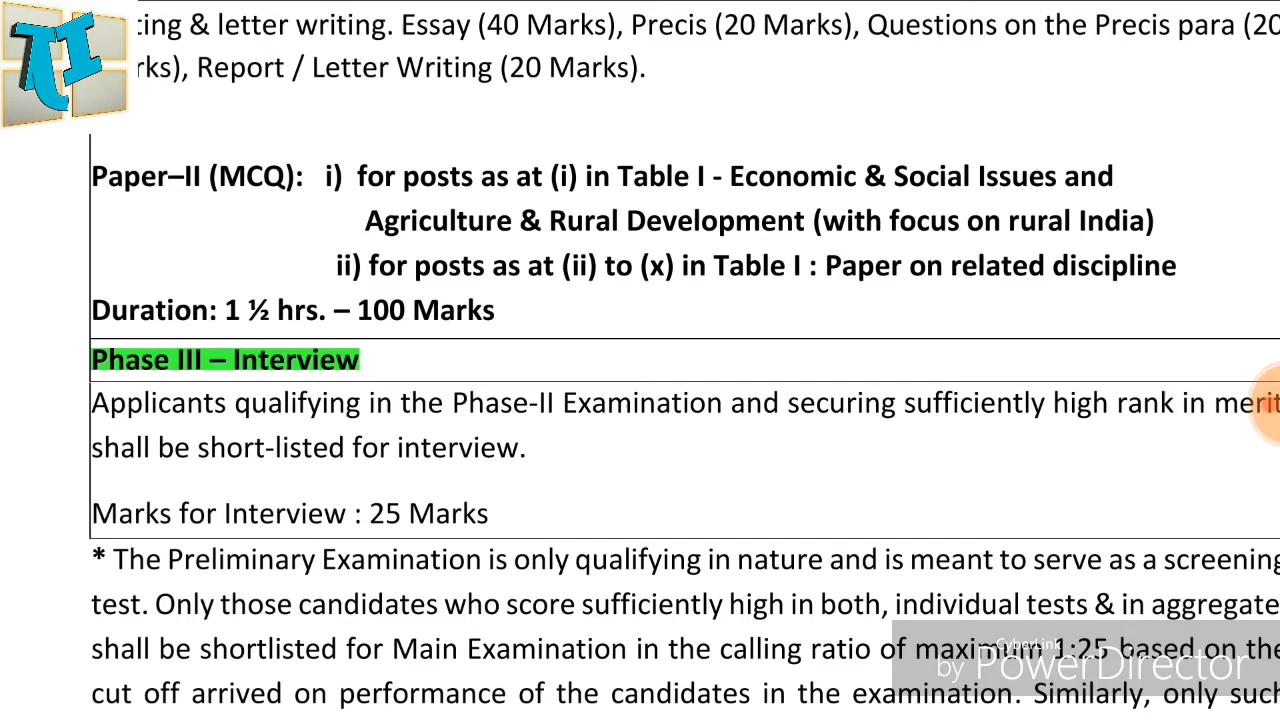 ting & letter writing. Essay (40 Marks), Precis (20 Marks), Questions on the Precis para (20
rks), Report / Letter Writing (20 Marks).
Paper–II (MCQ): i) for posts as at (i) in Table I - Economic & Social Issues and
Agriculture & Rural Development (with focus on rural India)
ii) for posts as at (ii) to (x) in Table I : Paper on related discipline
Duration: 1 ½ hrs. – 100 Marks
Phase III – Interview
Applicants qualifying in the Phase-II Examination and securing sufficiently high rank in merit
shall be short-listed for interview.
Marks for Interview : 25 Marks
* The Preliminary Examination is only qualifying in nature and is meant to serve as a screening
test. Only those candidates who score sufficiently high in both, individual tests & in aggregate
shall be shortlisted for Main Examination in the calling ratio of maximum 1:25 based on the
cut off arrived on performance of the candidates in the examination. Similarly, only such
CyberLink
by PowerDirector